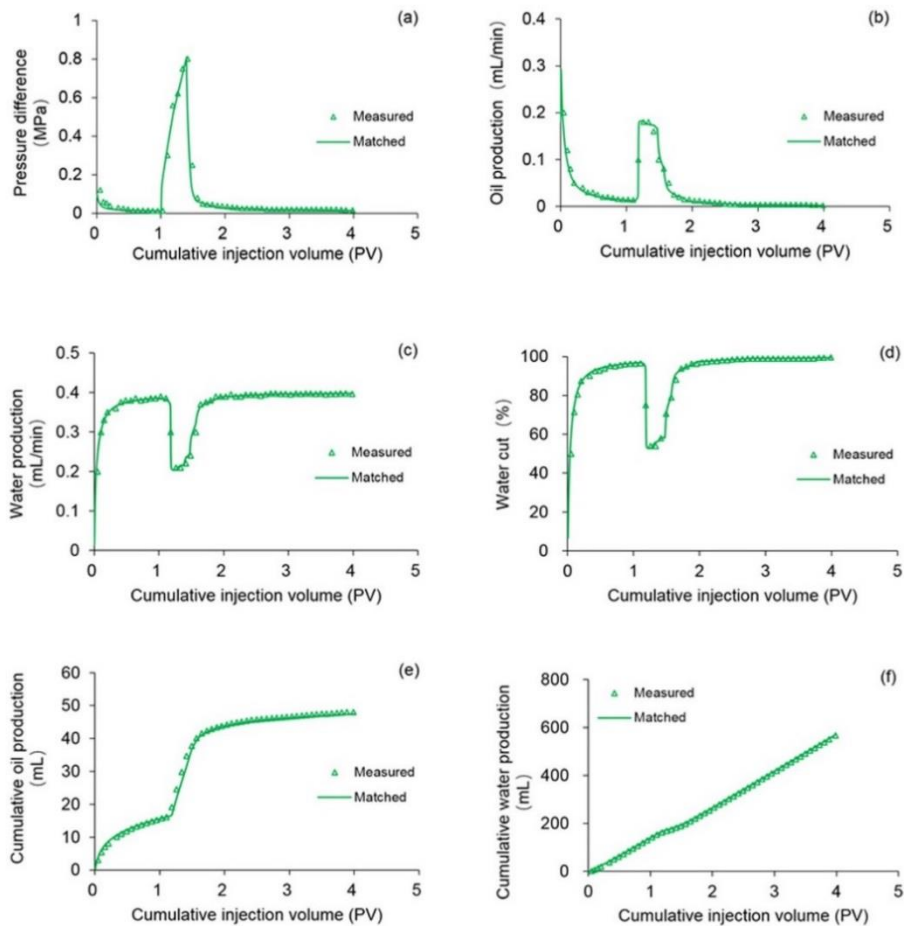 (a)
Pressure difference
(MPa)
1
0.8
0.6
0.4
0.2
0
0 1 2 3 4 5
Cumulative injection volume (PV)
Measured
Matched
(b)
Oil production (mL/min)
0.4
0.3
0.2
0.1
0
0 1 2 3 4 5
Cumulative injection volume (PV)
Measured
Matched
(c)
Water production
(mL/min)
0.5
0.4
0.3
0.2
0.1
0
0 1 2 3 4 5
Cumulative injection volume (PV)
Measured
Matched
(d)
Water cut (%)
100
80
60
40
20
0
0 1 2 3 4 5
Cumulative injection volume (PV)
Measured
Matched
(e)
Cumulative oil production
(mL)
60
50
40
30
20
10
0
0 1 2 3 4 5
Cumulative injection volume (PV)
Measured
Matched
(f)
Cumulative water production
(mL)
800
600
400
200
0
0 1 2 3 4 5
Cumulative injection volume (PV)
Measured
Matched